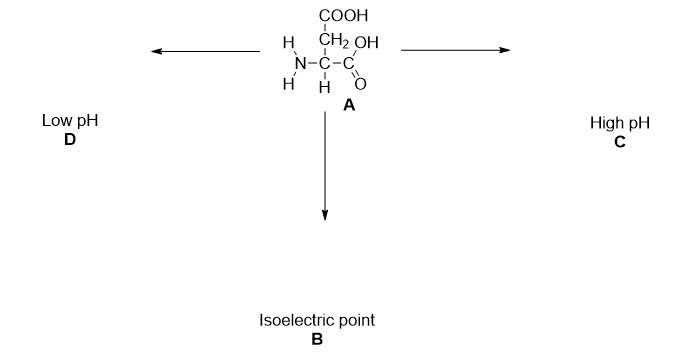 COOH
H CH2 OH
N-C-C
H H O
A
Low pH
D
High pH
C
Isoelectric point
B